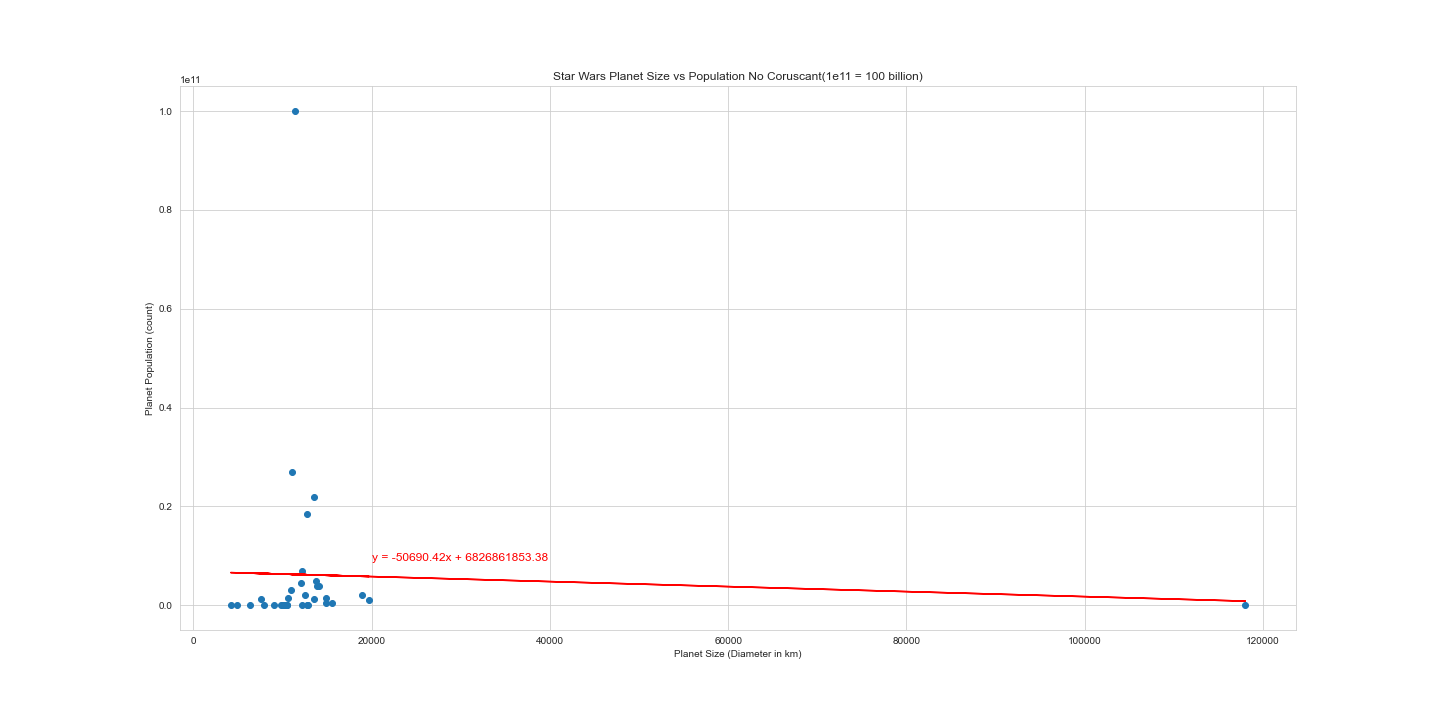 Star Wars Planet Size vs Population No Coruscant(1e11 = 100 billion)
1e11
1.0
0.8
0.6
0.4
0.2
0.0
Planet Population (count)
y = -50690.42x + 6826861853.38
0 20000 40000 60000 80000 100000 120000
Planet Size (Diameter in km)